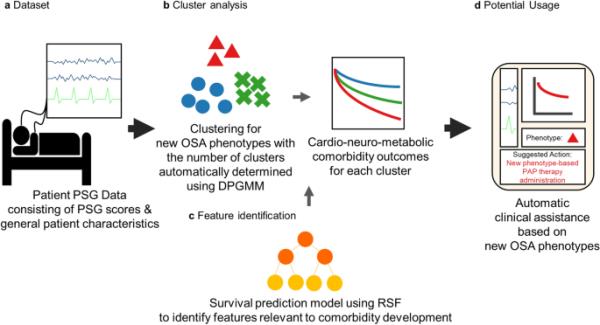 a Dataset
Patient PSG Data
consisting of PSG scores &
general patient characteristics
b Cluster analysis
Clustering for
new OSA phenotypes with
the number of clusters
automatically determined
using DPGMM
Cardio-neuro-metabolic
comorbidity outcomes
for each cluster
c Feature identification
Survival prediction model using RSF
to identify features relevant to comorbidity development
d Potential Usage
Phenotype:
Suggested Action:
New phenotype-based
PAP therapy
administration
Automatic
clinical assistance
based on
new OSA phenotypes